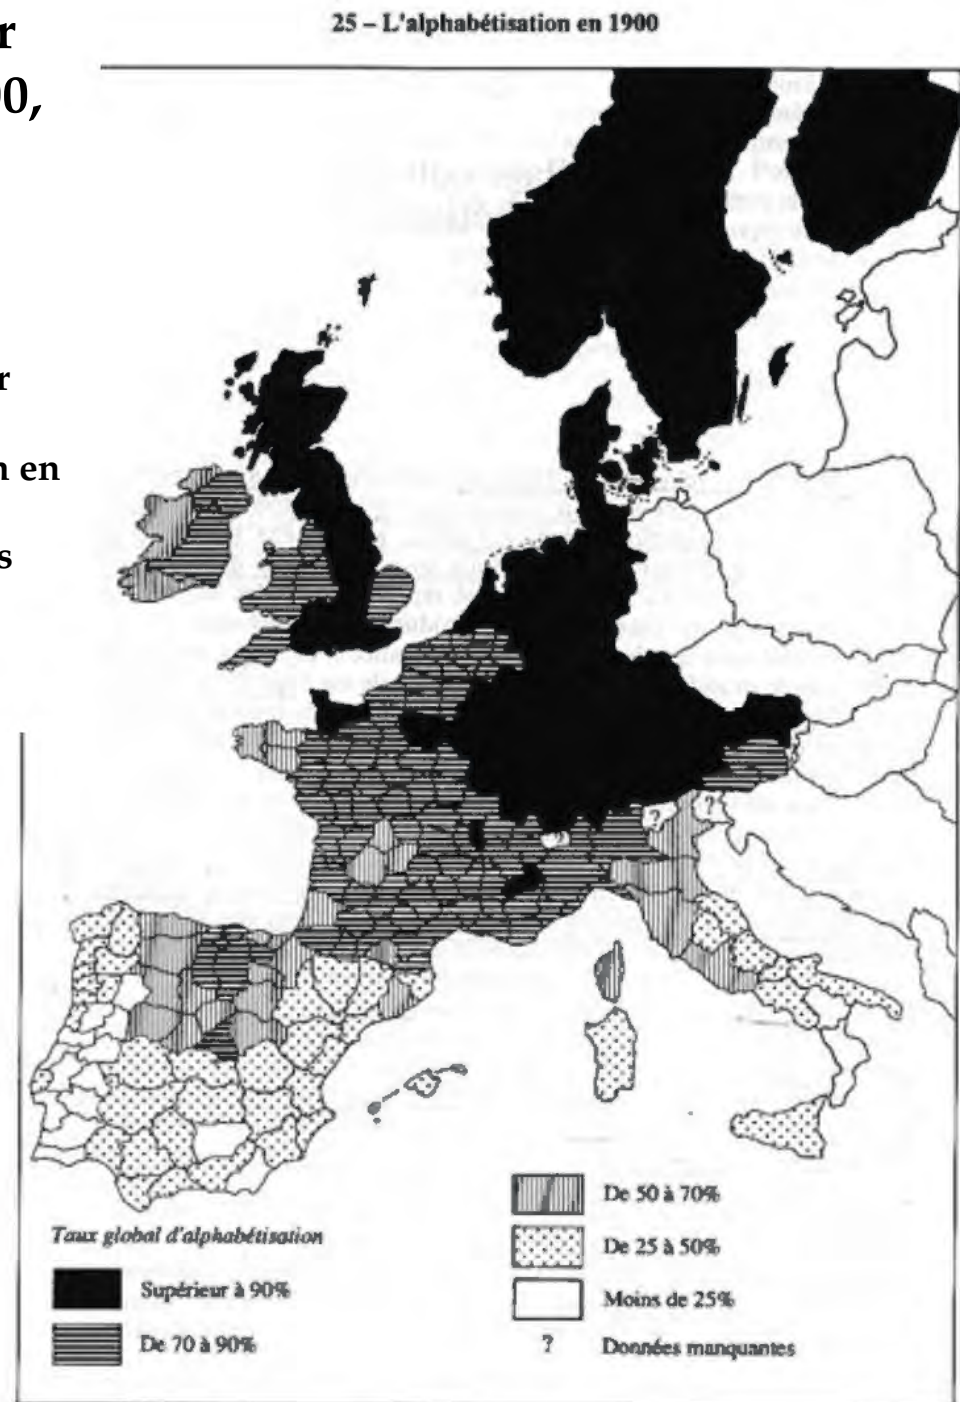 25 – L'alphabétisation en 1900
r
00,
r
n en
s
?
?
?
Taux global d'alphabétisation
Supérieur à 90%
De 70 à 90%
De 50 à 70%
De 25 à 50%
Moins de 25%
? Données manquantes